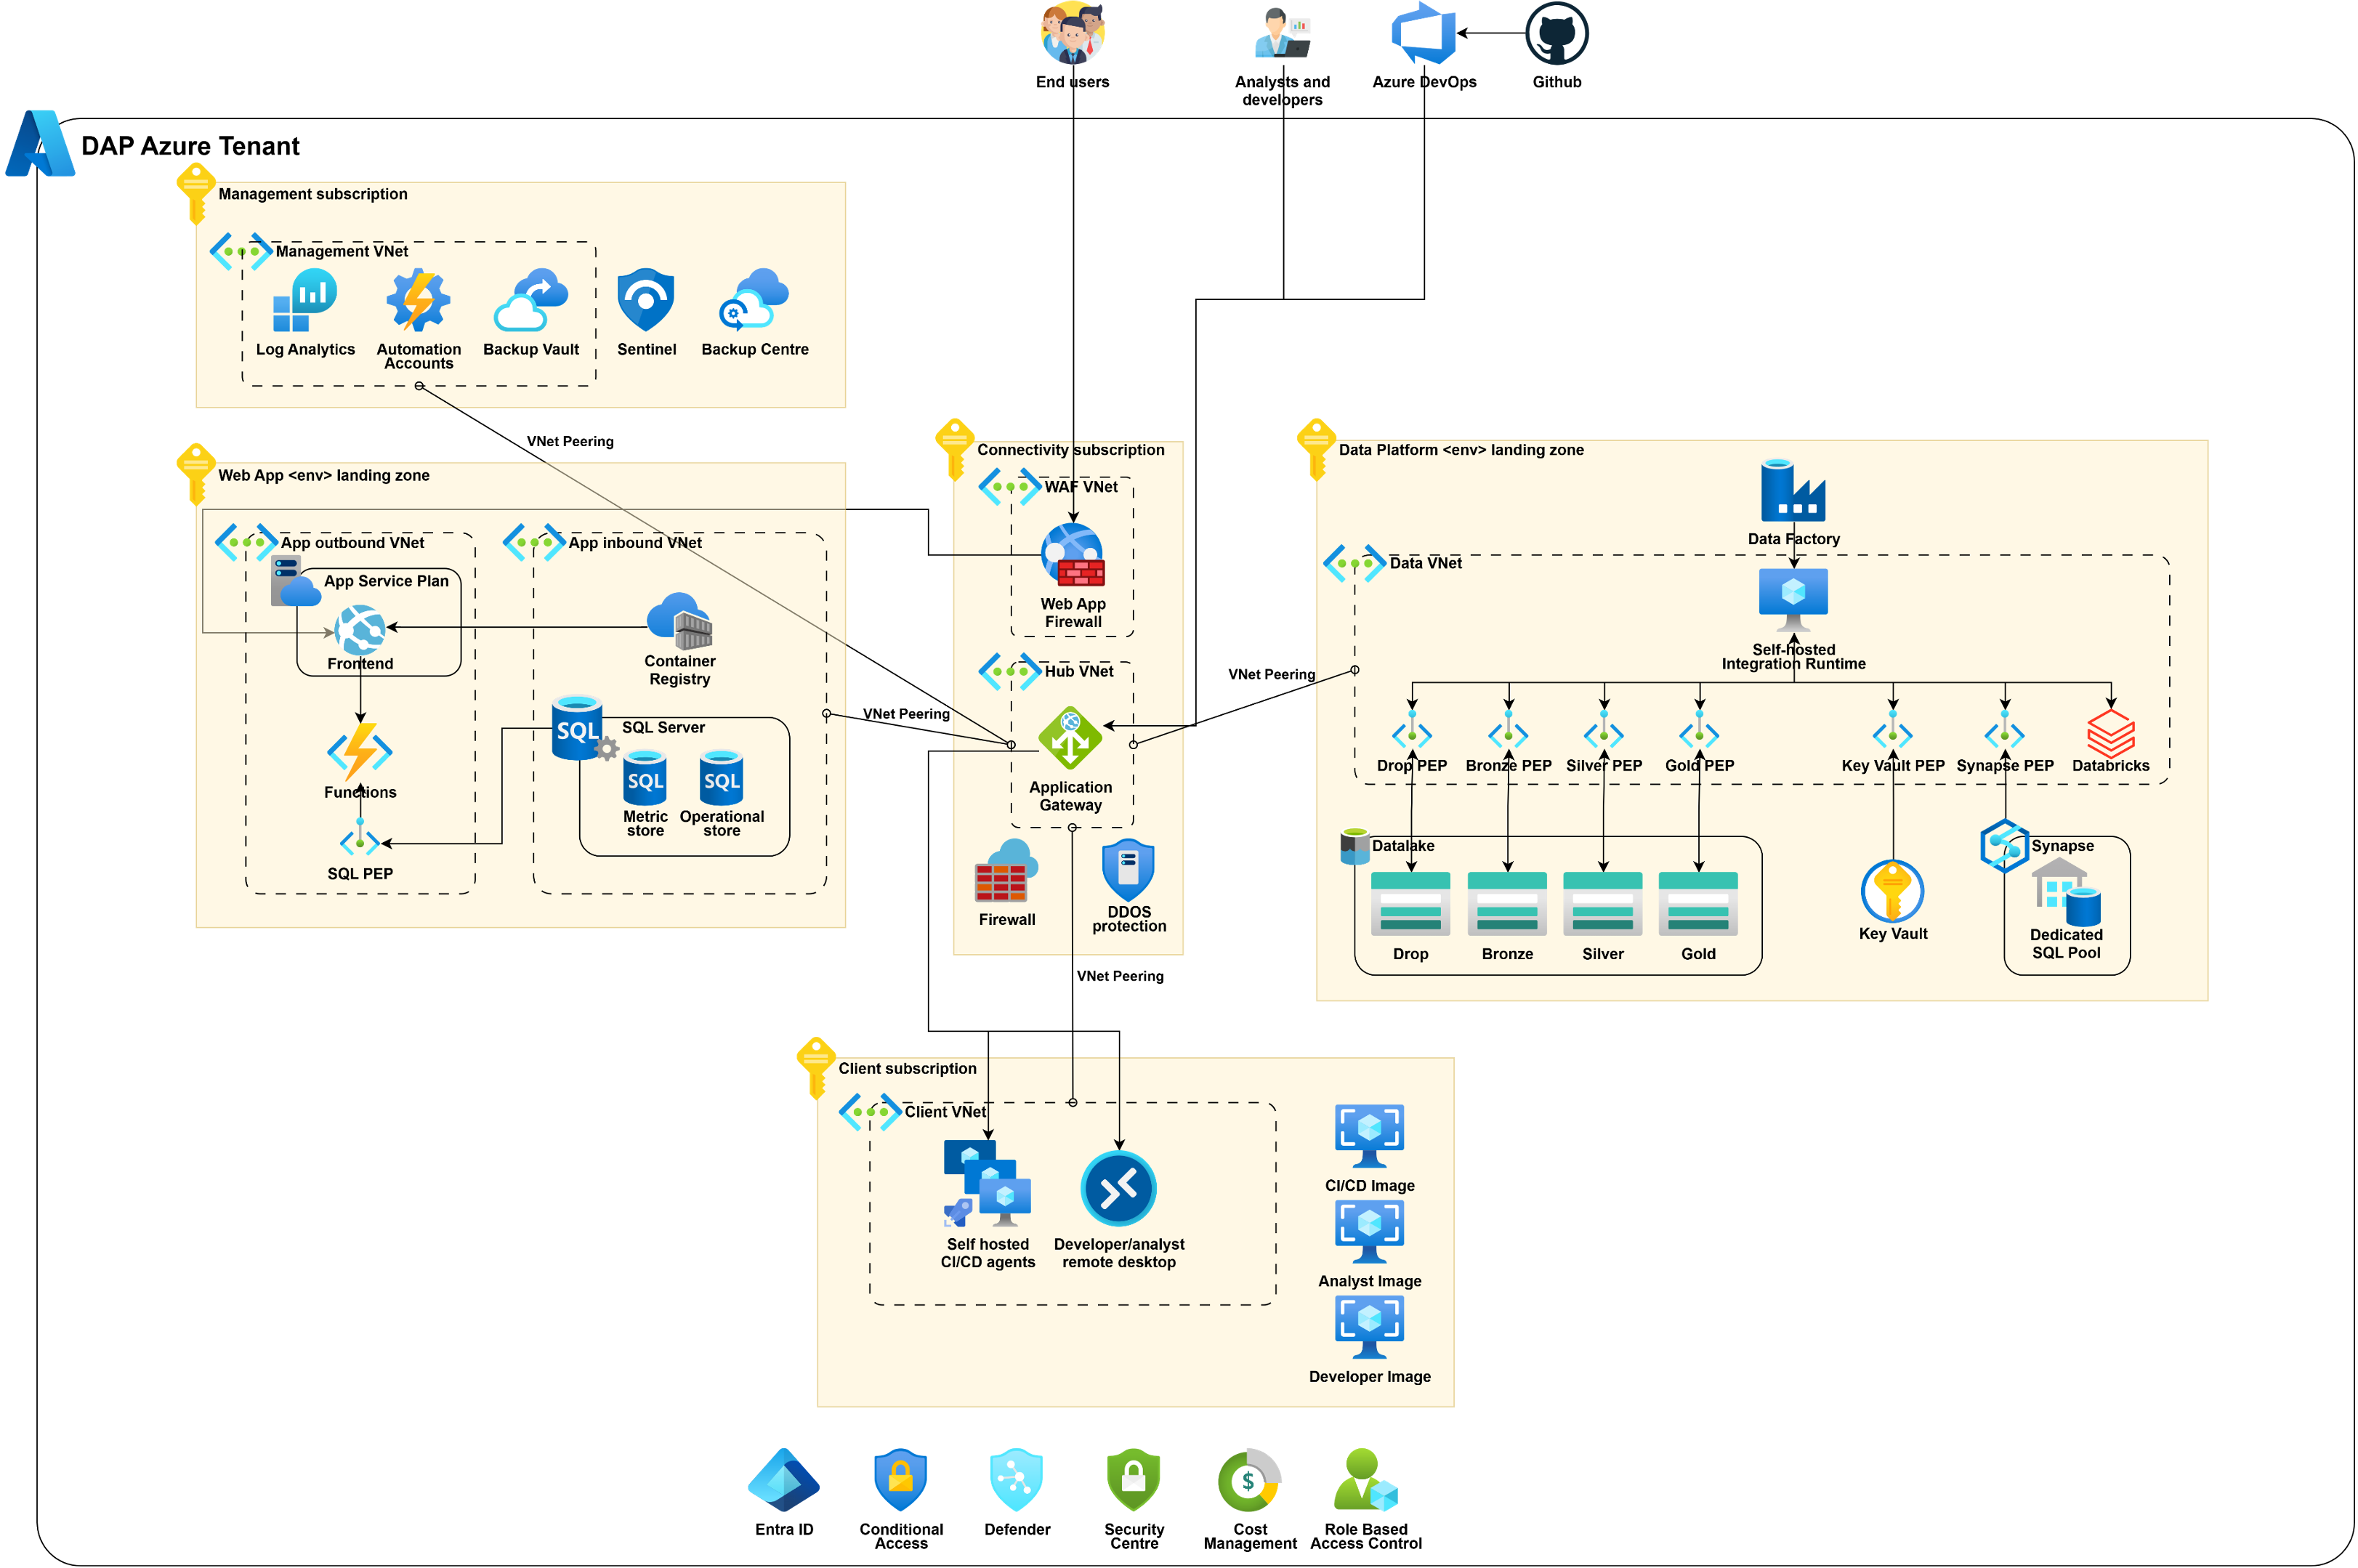 End users
Analysts and
developers
Azure DevOps
Github
DAP Azure Tenant
Management subscription
Management VNet
Log Analytics
Automation
Accounts
Backup Vault
Sentinel
Backup Centre
VNet Peering
Web App <env> landing zone
App outbound VNet
App Service Plan
Frontend
Functions
SQL PEP
App inbound VNet
Container
Registry
SQL
SQL Server
SQL
Metric
store
SQL
Operational
store
VNet Peering
Connectivity subscription
WAF VNet
Web App
Firewall
Hub VNet
Application
Gateway
Firewall
DDOS
protection
VNet Peering
VNet Peering
Data Platform <env> landing zone
Data Factory
Data VNet
Self-hosted
Integration Runtime
Drop PEP
Bronze PEP
Silver PEP
Gold PEP
Key Vault PEP
Synapse PEP
Databricks
Datalake
Drop
Bronze
Silver
Gold
Key Vault
Synapse
Dedicated
SQL Pool
Client subscription
Client VNet
Self hosted
CI/CD agents
Developer/analyst
remote desktop
CI/CD Image
Analyst Image
Developer Image
Entra ID
Conditional
Access
Defender
Security
Centre
$
Cost
Management
Role Based
Access Control